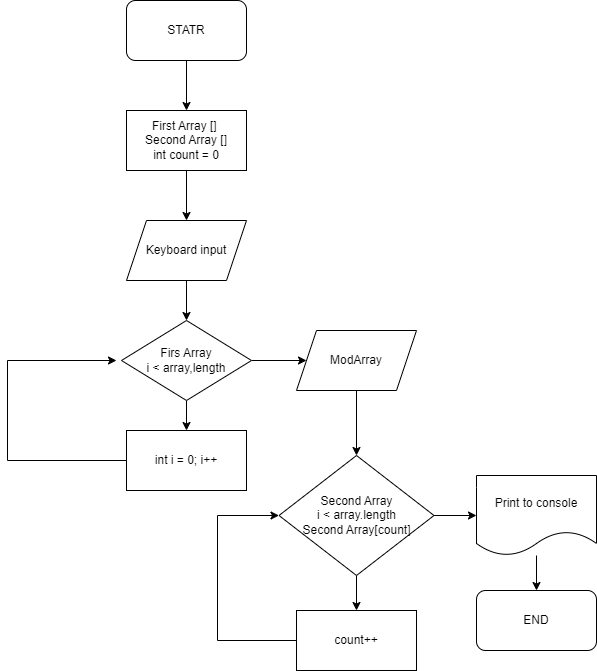 STATR
First Array []
Second Array []
int count = 0
Keyboard input
Firs Array
i < array,length
ModArray
int i = 0; i++
Second Array
i < array.length
Second Array[count]
Print to console
count++
END